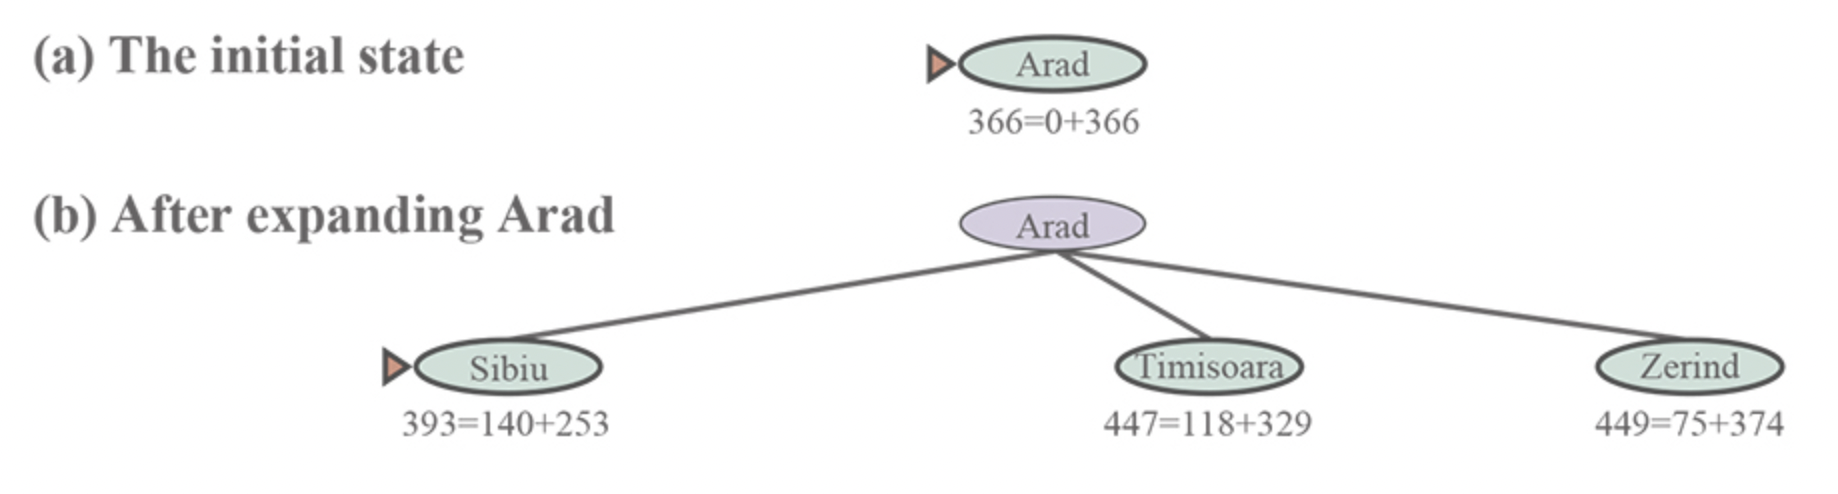 (a) The initial state
Arad
366=0+366
(b) After expanding Arad
Arad
Sibiu
Timisoara
Zerind
393=140+253
447=118+329
449=75+374